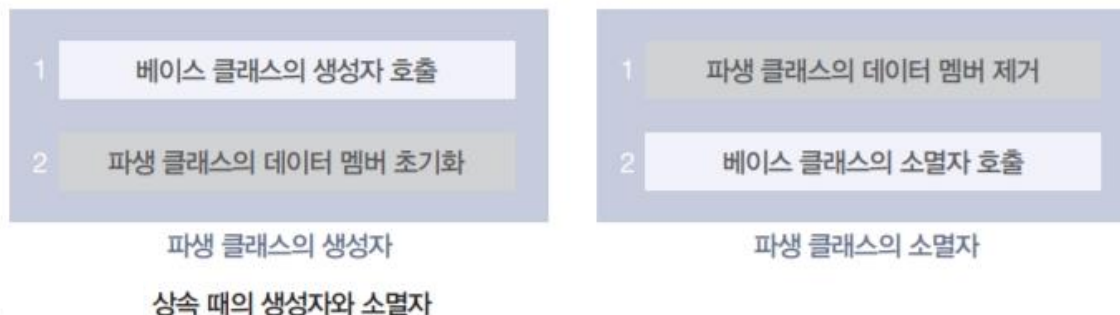 1 베이스 클래스의 생성자 호출
2 파생 클래스의 데이터 멤버 초기화
파생 클래스의 생성자
1 파생 클래스의 데이터 멤버 제거
2 베이스 클래스의 소멸자 호출
파생 클래스의 소멸자
상속 때의 생성자와 소멸자